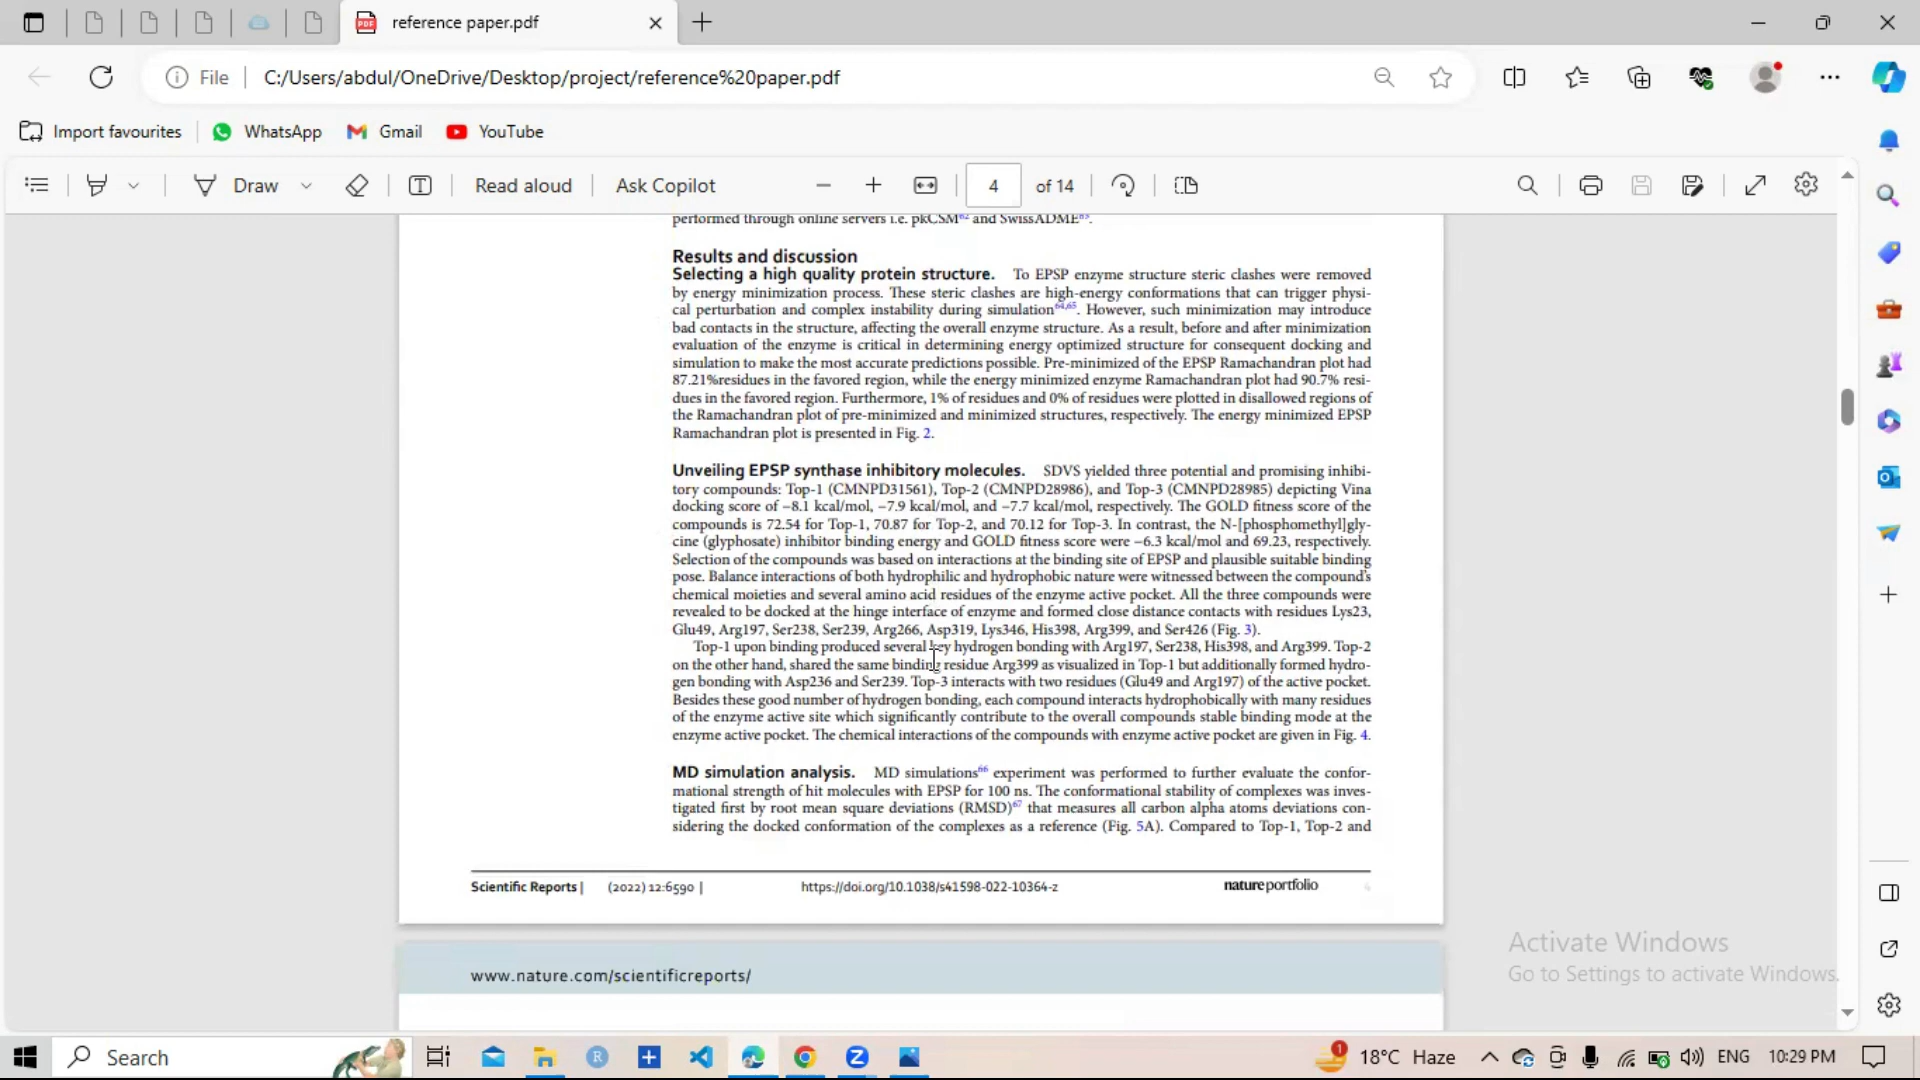 reference paper.pdf
File
C:/Users/abdul/OneDrive/Desktop/project/reference%20paper.pdf
Import favourites
WhatsApp
Gmail
YouTube
Draw
Read aloud
Ask Copilot
4
of 14
performed through online servers i.e. pkCSM62 and SwissADME63.
Results and discussion
Selecting a high quality protein structure. To EPSP enzyme structure steric clashes were removed
by energy minimization process. These steric clashes are high-energy conformations that can trigger physi-
cal perturbation and complex instability during simulation64,65. However, such minimization may introduce
bad contacts in the structure, affecting the overall enzyme structure. As a result, before and after minimization
evaluation of the enzyme is critical in determining energy optimized structure for consequent docking and
simulation to make the most accurate predictions possible. Pre-minimized of the EPSP Ramachandran plot had
87.21%residues in the favored region, while the energy minimized enzyme Ramachandran plot had 90.7% resi-
dues in the favored region. Furthermore, 1% of residues and 0% of residues were plotted in disallowed regions of
the Ramachandran plot of pre-minimized and minimized structures, respectively. The energy minimized EPSP
Ramachandran plot is presented in Fig. 2.
Unveiling EPSP synthase inhibitory molecules. SDVS yielded three potential and promising inhibi-
tory compounds: Top-1 (CMNPD31561), Top-2 (CMNPD28986), and Top-3 (CMNPD28985) depicting Vina
docking score of −8.1 kcal/mol, −7.9 kcal/mol, and −7.7 kcal/mol, respectively. The GOLD fitness score of the
compounds is 72.54 for Top-1, 70.87 for Top-2, and 70.12 for Top-3. In contrast, the N-[phosphomethyl]gly-
cine (glyphosate) inhibitor binding energy and GOLD fitness score were −6.3 kcal/mol and 69.23, respectively.
Selection of the compounds was based on interactions at the binding site of EPSP and plausible suitable binding
pose. Balance interactions of both hydrophilic and hydrophobic nature were witnessed between the compound's
chemical moieties and several amino acid residues of the enzyme active pocket. All the three compounds were
revealed to be docked at the hinge interface of enzyme and formed close distance contacts with residues Lys23,
Glu49, Arg197, Ser238, Ser239, Arg266, Asp319, Lys346, His398, Arg399, and Ser426 (Fig. 3).
Top-1 upon binding produced several key hydrogen bonding with Arg197, Ser238, His398, and Arg399. Top-2
on the other hand, shared the same binding residue Arg399 as visualized in Top-1 but additionally formed hydro-
gen bonding with Asp236 and Ser239. Top-3 interacts with two residues (Glu49 and Arg197) of the active pocket.
Besides these good number of hydrogen bonding, each compound interacts hydrophobically with many residues
of the enzyme active site which significantly contribute to the overall compounds stable binding mode at the
enzyme active pocket. The chemical interactions of the compounds with enzyme active pocket are given in Fig. 4.
MD simulation analysis. MD simulations66 experiment was performed to further evaluate the confor-
mational strength of hit molecules with EPSP for 100 ns. The conformational stability of complexes was inves-
tigated first by root mean square deviations (RMSD)67 that measures all carbon alpha atoms deviations con-
sidering the docked conformation of the complexes as a reference (Fig. 5A). Compared to Top-1, Top-2 and
Scientific Reports | (2022) 12:6590 | https://doi.org/10.1038/s41598-022-10364-z natureportfolio 4
www.nature.com/scientificreports/
Activate Windows
Go to Settings to activate Windows.
Search
18°C Haze
ENG
10:29 PM